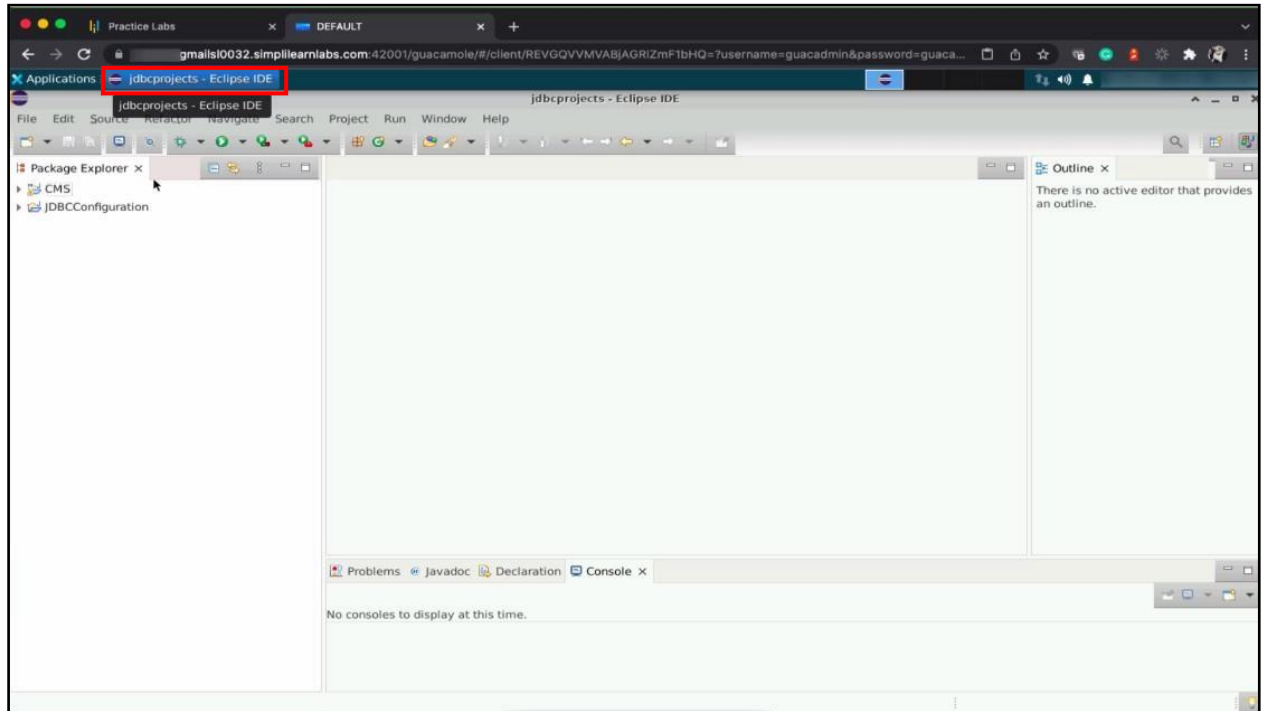 Practice Labs
DEFAULT
gmailsl0032.simplilearnlabs.com:42001/guacamole/#/client/REVGQVVMVABjAGRlZmF1bHQ=?username=guacadmin&password=guaca...
Applications
jdbcprojects - Eclipse IDE
jdbcprojects - Eclipse IDE
jdbcprojects - Eclipse IDE
File Edit Source Refactor Navigate Search Project Run Window Help
Package Explorer
Outline
CMS
There is no active editor that provides
JDBCConfiguration
an outline.
Problems Javadoc Declaration Console
No consoles to display at this time.